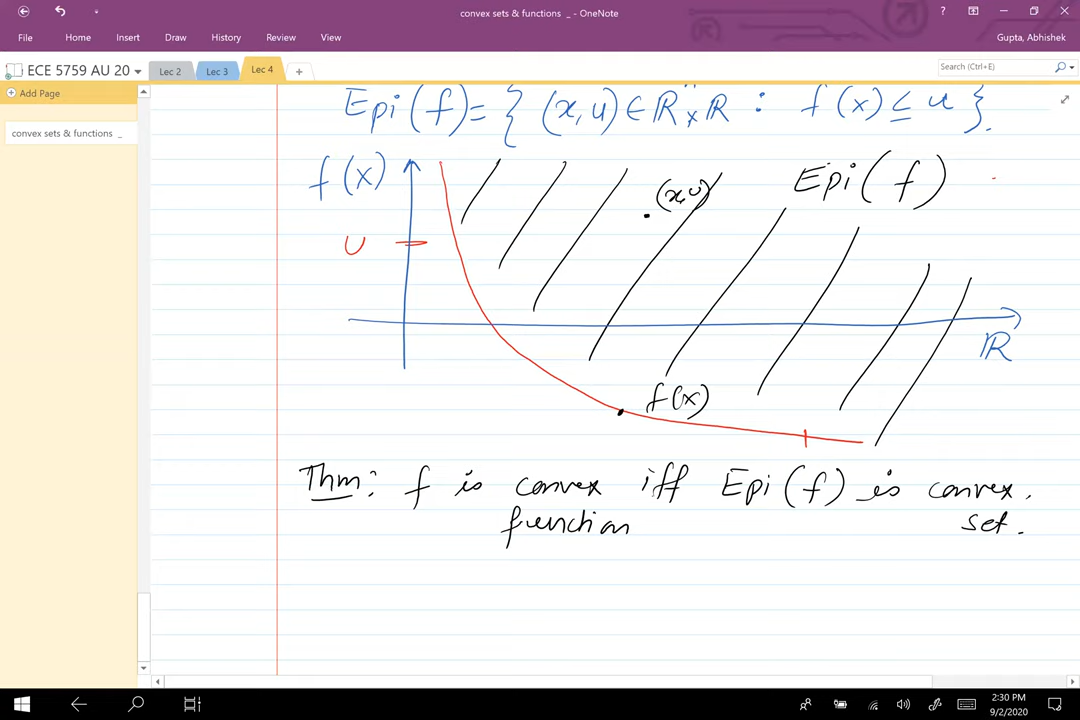 convex sets & functions _ - OneNote
File Home Insert Draw History Review View
Gupta, Abhishek
ECE 5759 AU 20
Lec 2 Lec 3 Lec 4
Search (Ctrl+E)
Add Page
convex sets & functions _
Epi(f) = { (x,u) ∈ ℝⁿ × ℝ : f(x) ≤ u }.
f(x)
(x,u)
Epi(f)
U
ℝ
f(x)
Thm: f is convex iff Epi(f) is convex.
function set.
2:30 PM
9/2/2020